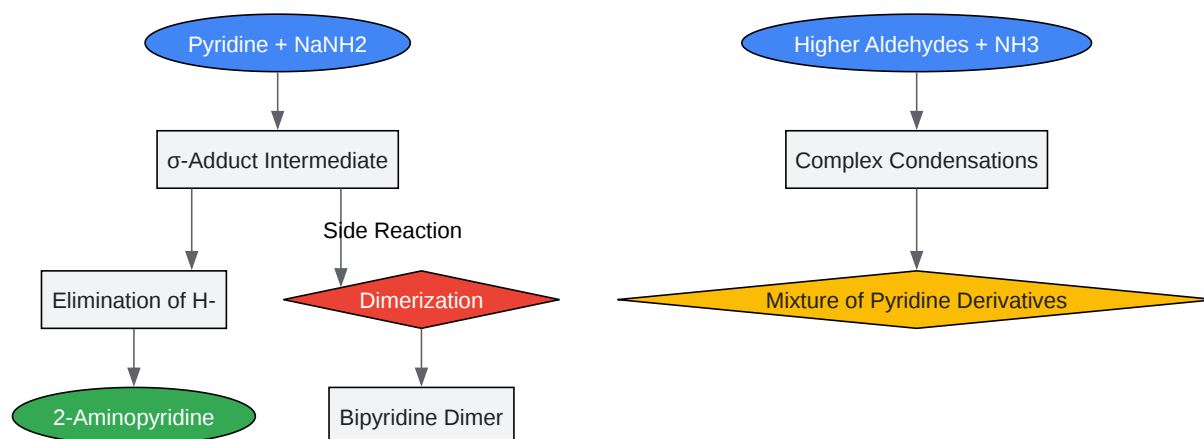 Pyridine + NaNH2
Higher Aldehydes + NH3
σ-Adduct Intermediate
Complex Condensations
Side Reaction
Elimination of H-
Dimerization
Mixture of Pyridine Derivatives
2-Aminopyridine
Bipyridine Dimer